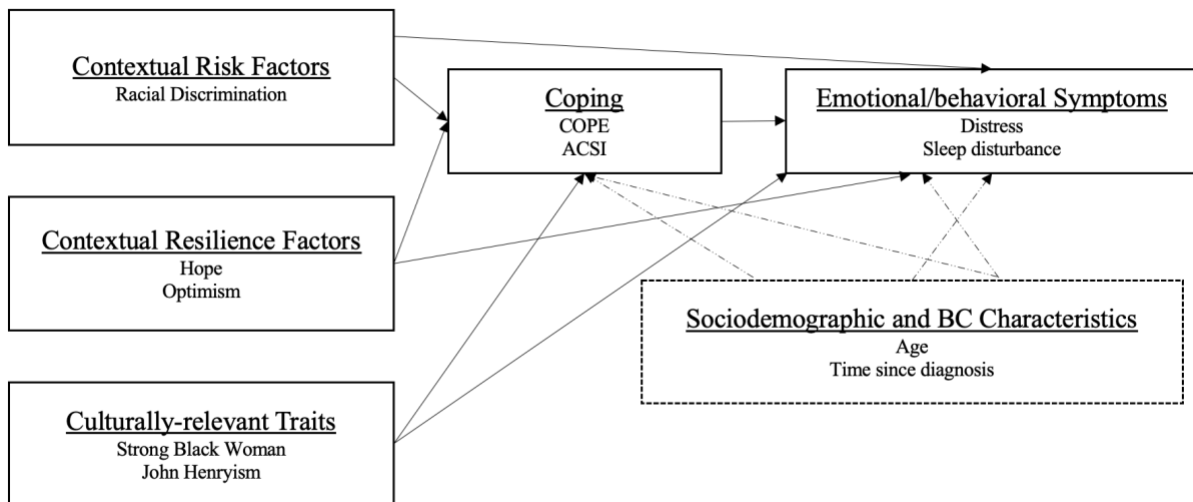 Contextual Risk Factors
Racial Discrimination
Coping
COPE
ACSI
Emotional/behavioral Symptoms
Distress
Sleep disturbance
Contextual Resilience Factors
Hope
Optimism
Sociodemographic and BC Characteristics
Age
Time since diagnosis
Culturally-relevant Traits
Strong Black Woman
John Henryism